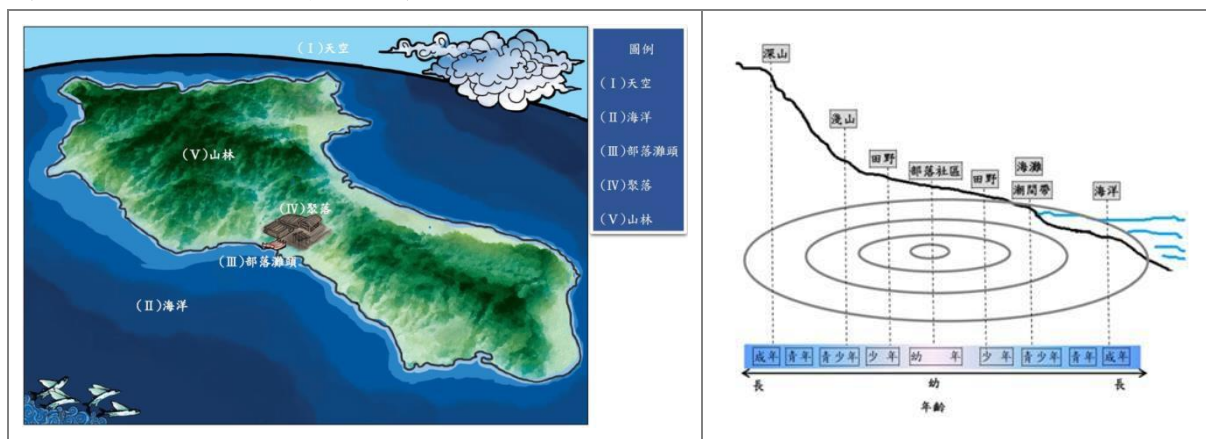 (I)天空
(V)山林
(IV)聚落
(III)部落灘頭
(II)海洋
圖例
(I)天空
(II)海洋
(III)部落灘頭
(IV)聚落
(V)山林
深山
淺山
田野
部落社區
田野
海灘
潮間帶
海洋
成年 青年 青少年 少年 幼年 少年 青少年 青年 成年
長 幼 長
年齡